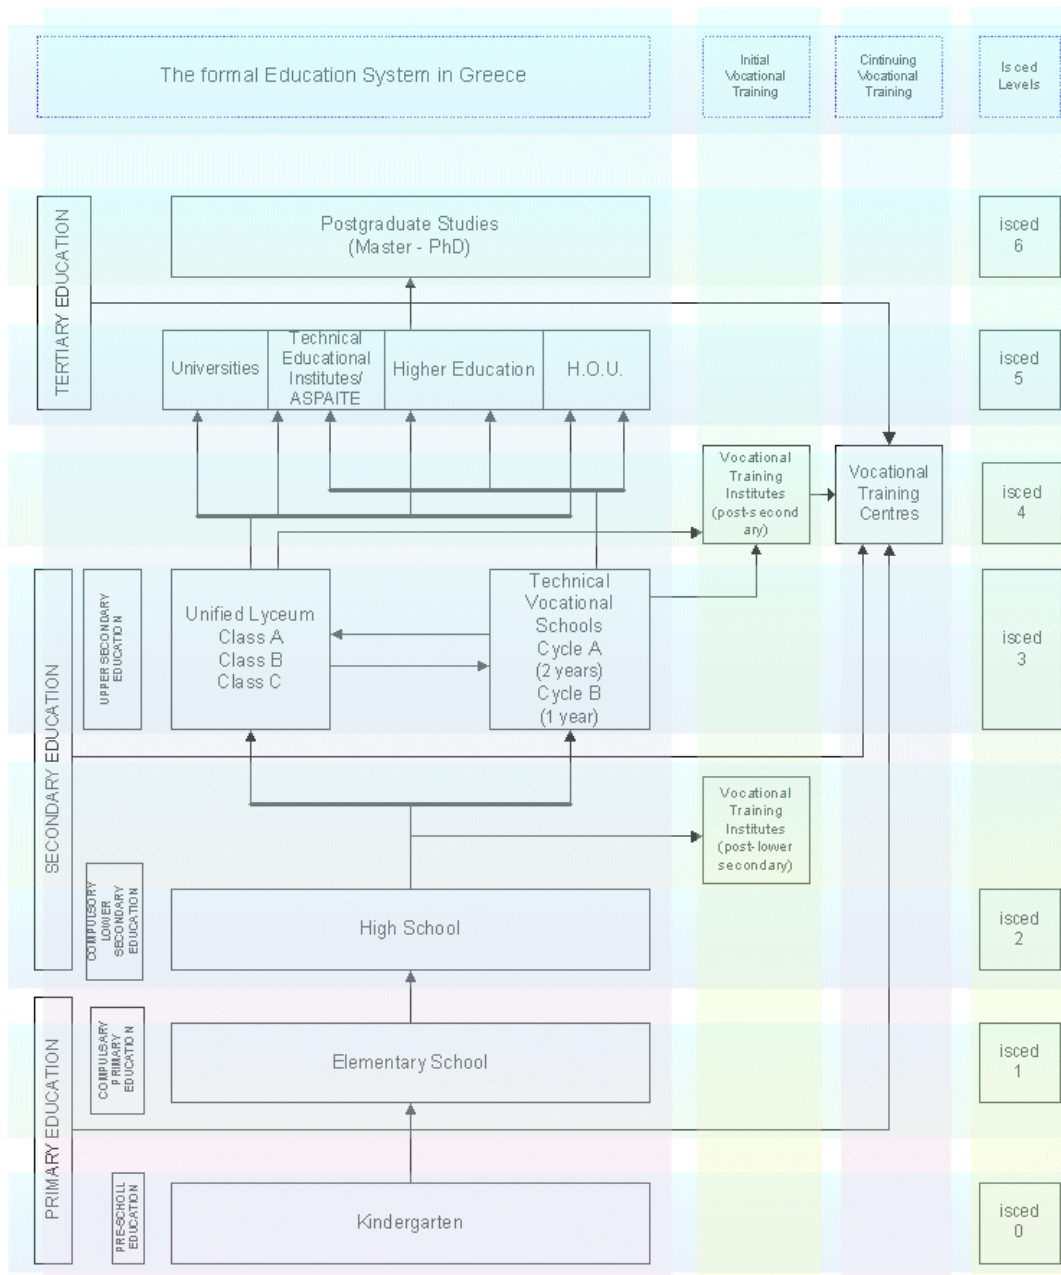 The formal Education System in Greece
Initial
Vocational
Training
Cintinuing
Vocational
Training
Isced
Levels
TERTIARY EDUCATION
Postgraduate Studies
(Master - PhD)
isced
6
Universities
Technical
Educational
Institutes/
ASPAITE
Higher Education
H.O.U.
isced
5
Vocational
Training
Institutes
(post-second
ary)
Vocational
Training
Centres
isced
4
SECONDARY EDUCATION
UPPER SECONDARY
EDUCATION
Unified Lyceum
Class A
Class B
Class C
Technical
Vocational
Schools
Cycle A
(2 years)
Cycle B
(1 year)
isced
3
Vocational
Training
Institutes
(post-lower
secondary)
COMPULSORY
LOWER
SECONDARY
EDUCATION
High School
isced
2
PRIMARY EDUCATION
COMPULSARY
PRIMARY
EDUCATION
Elementary School
isced
1
PRE-SCHOLL
EDUCATION
Kindergarten
isced
0